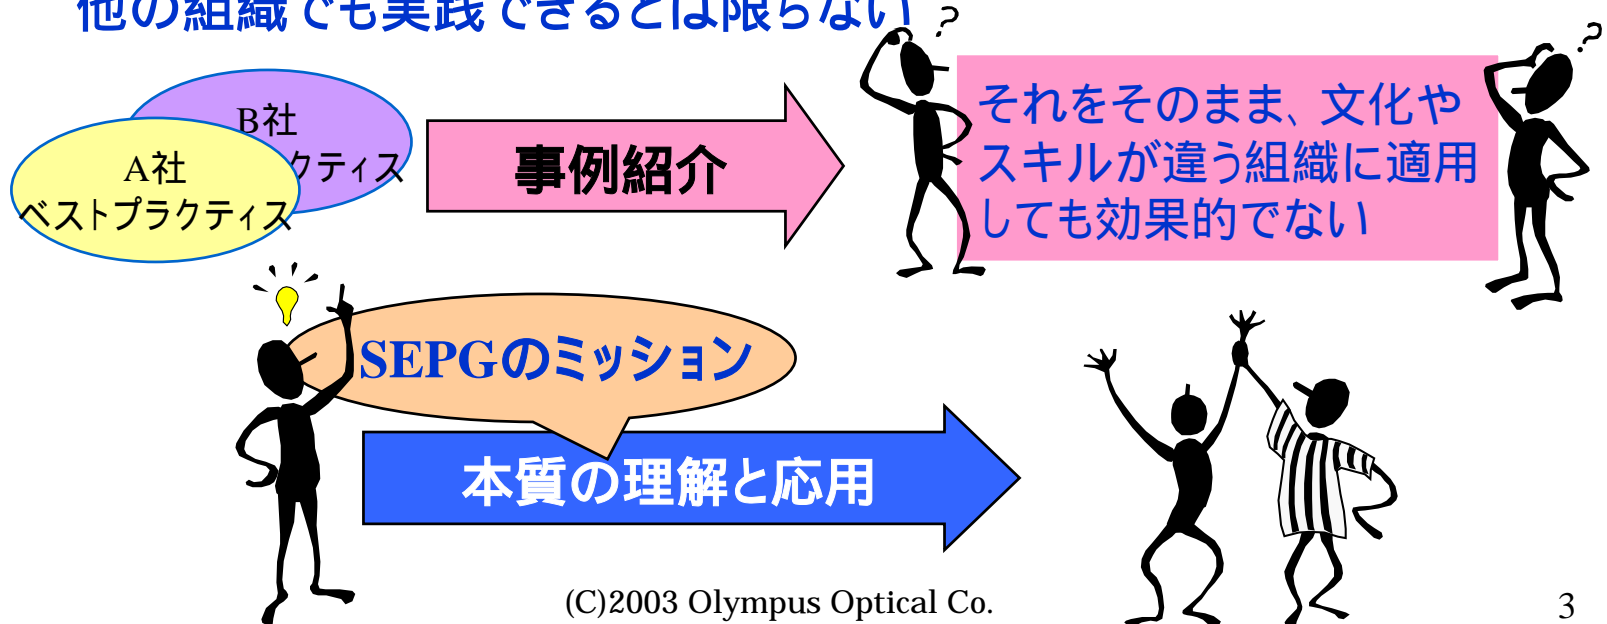 他の組織でも実践できるとは限らない
?
?
B社
クティス
A社
ベストプラクティス
事例紹介
それをそのまま、文化や
スキルが違う組織に適用
しても効果的でない
SEPGのミッション
本質の理解と応用
(C)2003 Olympus Optical Co.
3